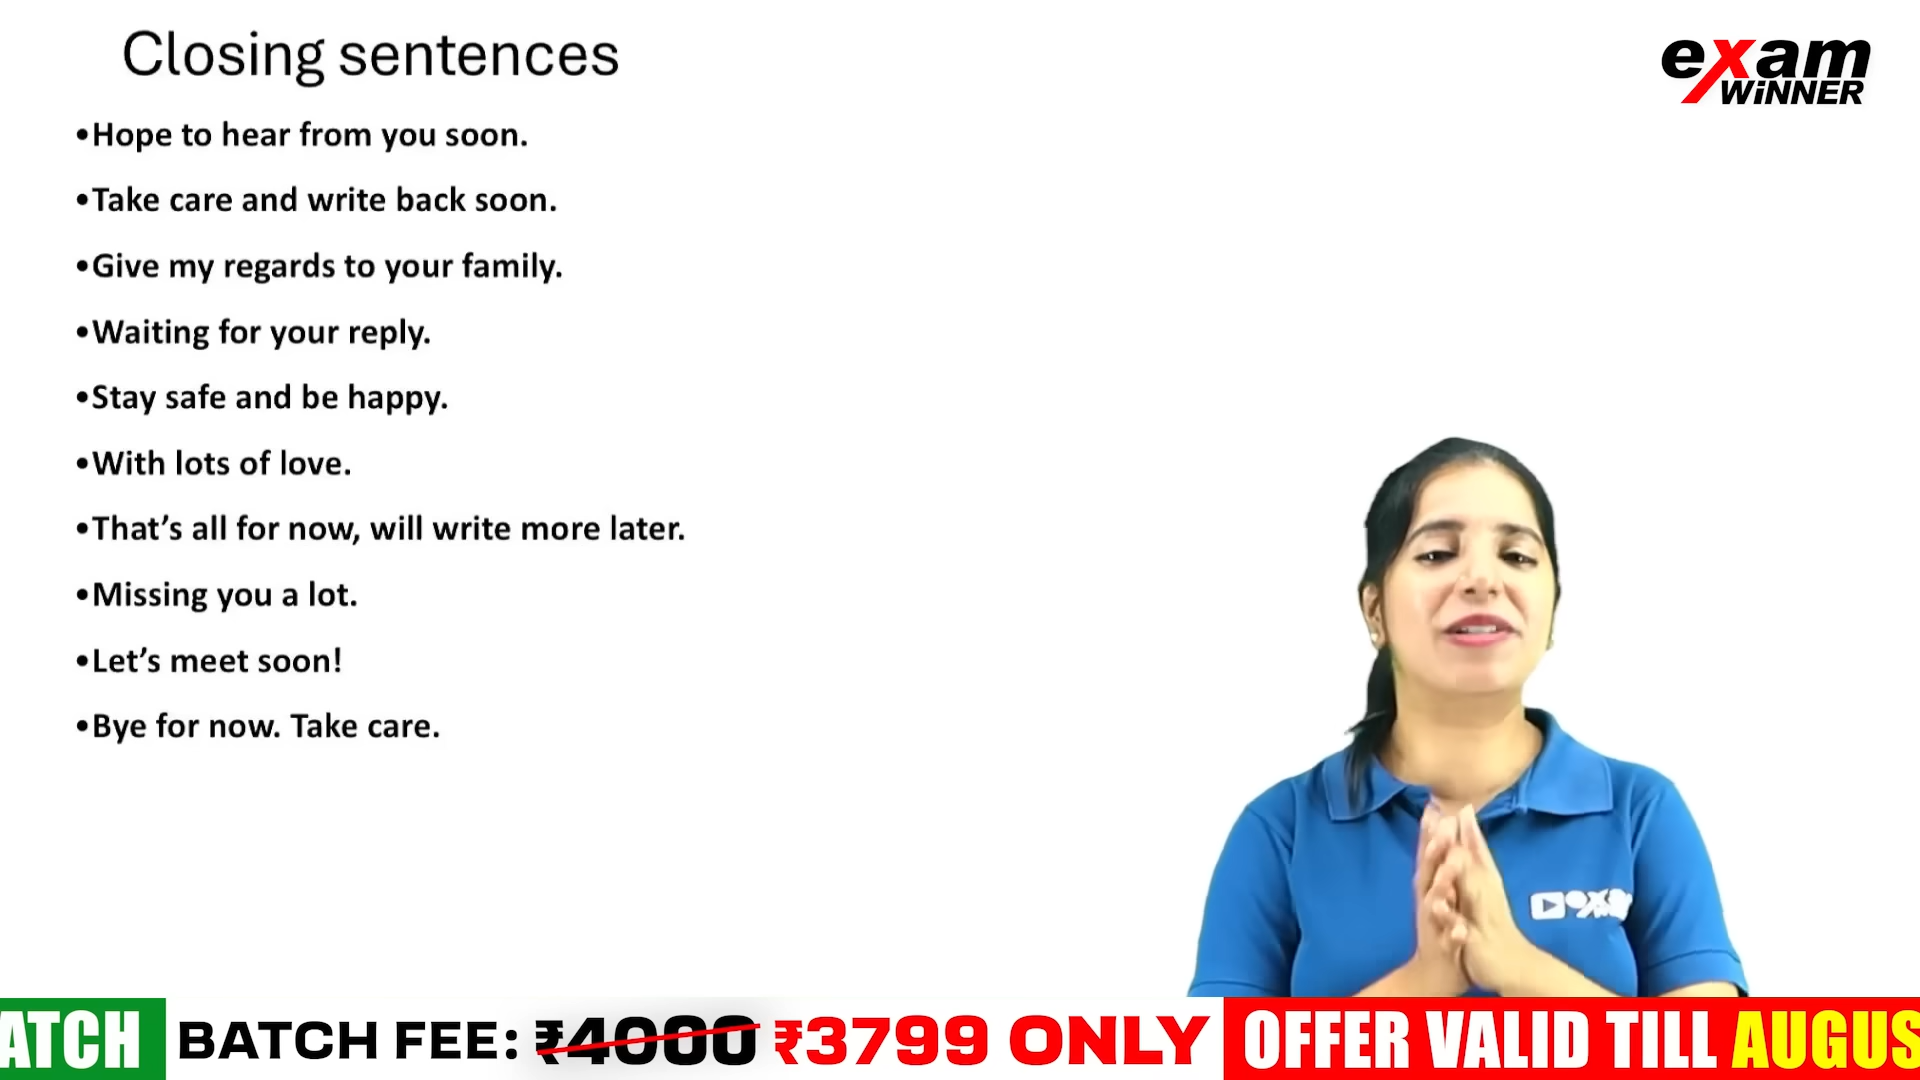 Closing sentences
exam
WiNNER
•Hope to hear from you soon.
•Take care and write back soon.
•Give my regards to your family.
•Waiting for your reply.
•Stay safe and be happy.
•With lots of love.
•That’s all for now, will write more later.
•Missing you a lot.
•Let’s meet soon!
•Bye for now. Take care.
ATCH BATCH FEE: ₹4000 ₹3799 ONLY OFFER VALID TILL AUGUS